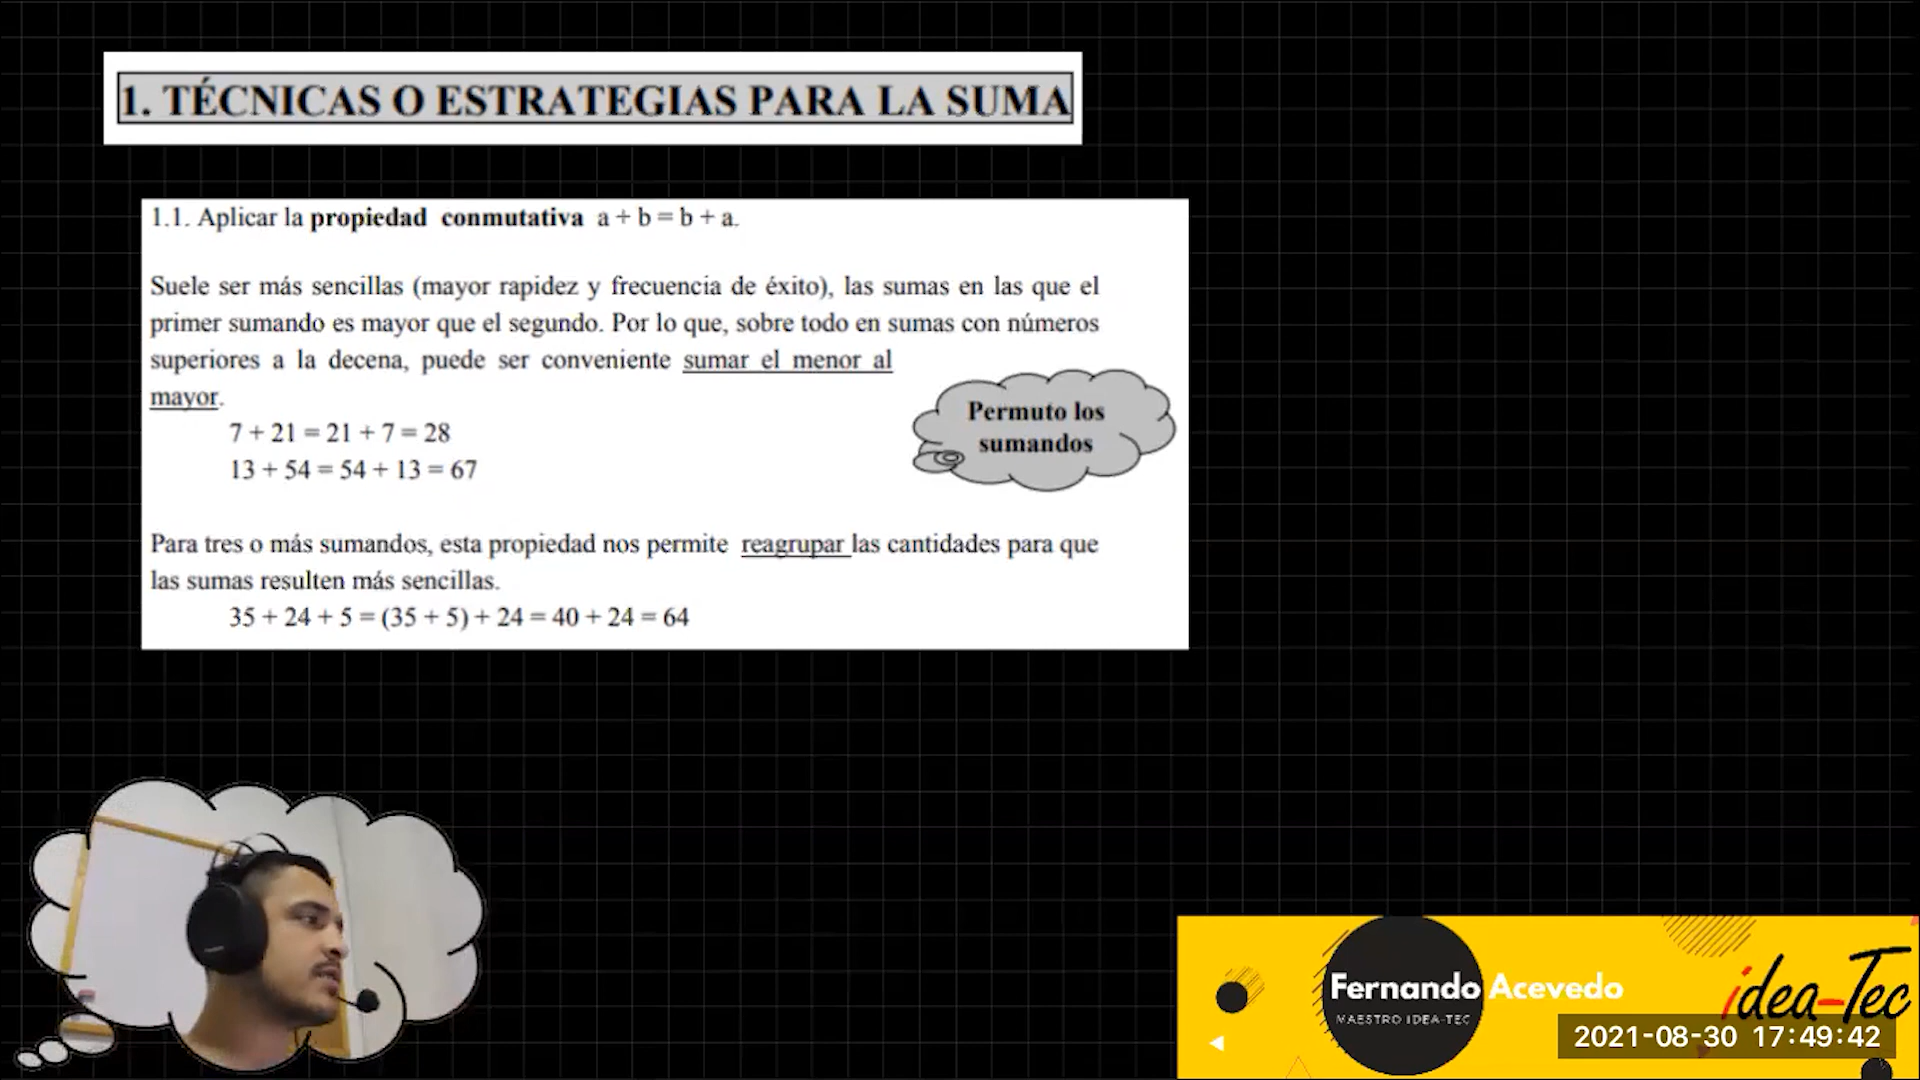 1. TÉCNICAS O ESTRATEGIAS PARA LA SUMA
1.1. Aplicar la propiedad conmutativa a + b = b + a.
Suele ser más sencillas (mayor rapidez y frecuencia de éxito), las sumas en las que el
primer sumando es mayor que el segundo. Por lo que, sobre todo en sumas con números
superiores a la decena, puede ser conveniente sumar el menor al
mayor.
7 + 21 = 21 + 7 = 28
13 + 54 = 54 + 13 = 67
Permuto los
sumandos
Para tres o más sumandos, esta propiedad nos permite reagrupar las cantidades para que
las sumas resulten más sencillas.
35 + 24 + 5 = (35 + 5) + 24 = 40 + 24 = 64
Fernando Acevedo
MAESTRO IDEA-TEC
idea-Tec
2021-08-30 17:49:42